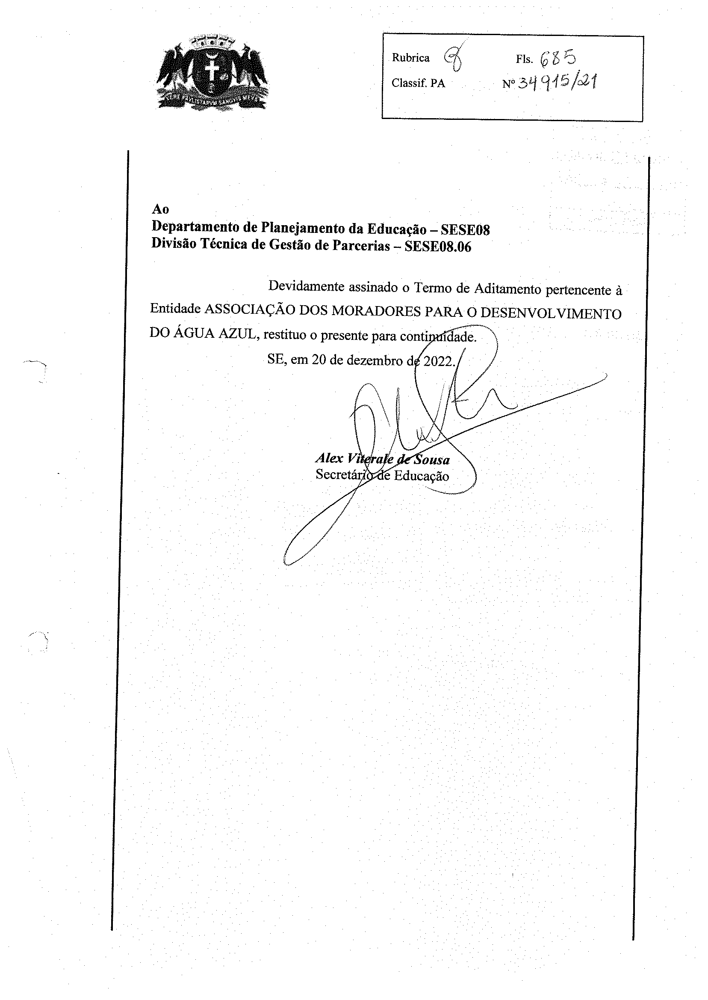 Rubrica Fls. 685
Classif. PA Nº 34915/21
Ao
Departamento de Planejamento da Educação – SESE08
Divisão Técnica de Gestão de Parcerias – SESE08.06
Devidamente assinado o Termo de Aditamento pertencente à
Entidade ASSOCIAÇÃO DOS MORADORES PARA O DESENVOLVIMENTO
DO ÁGUA AZUL, restituo o presente para continuidade.
SE, em 20 de dezembro de 2022.
Alex Viterale de Sousa
Secretário de Educação